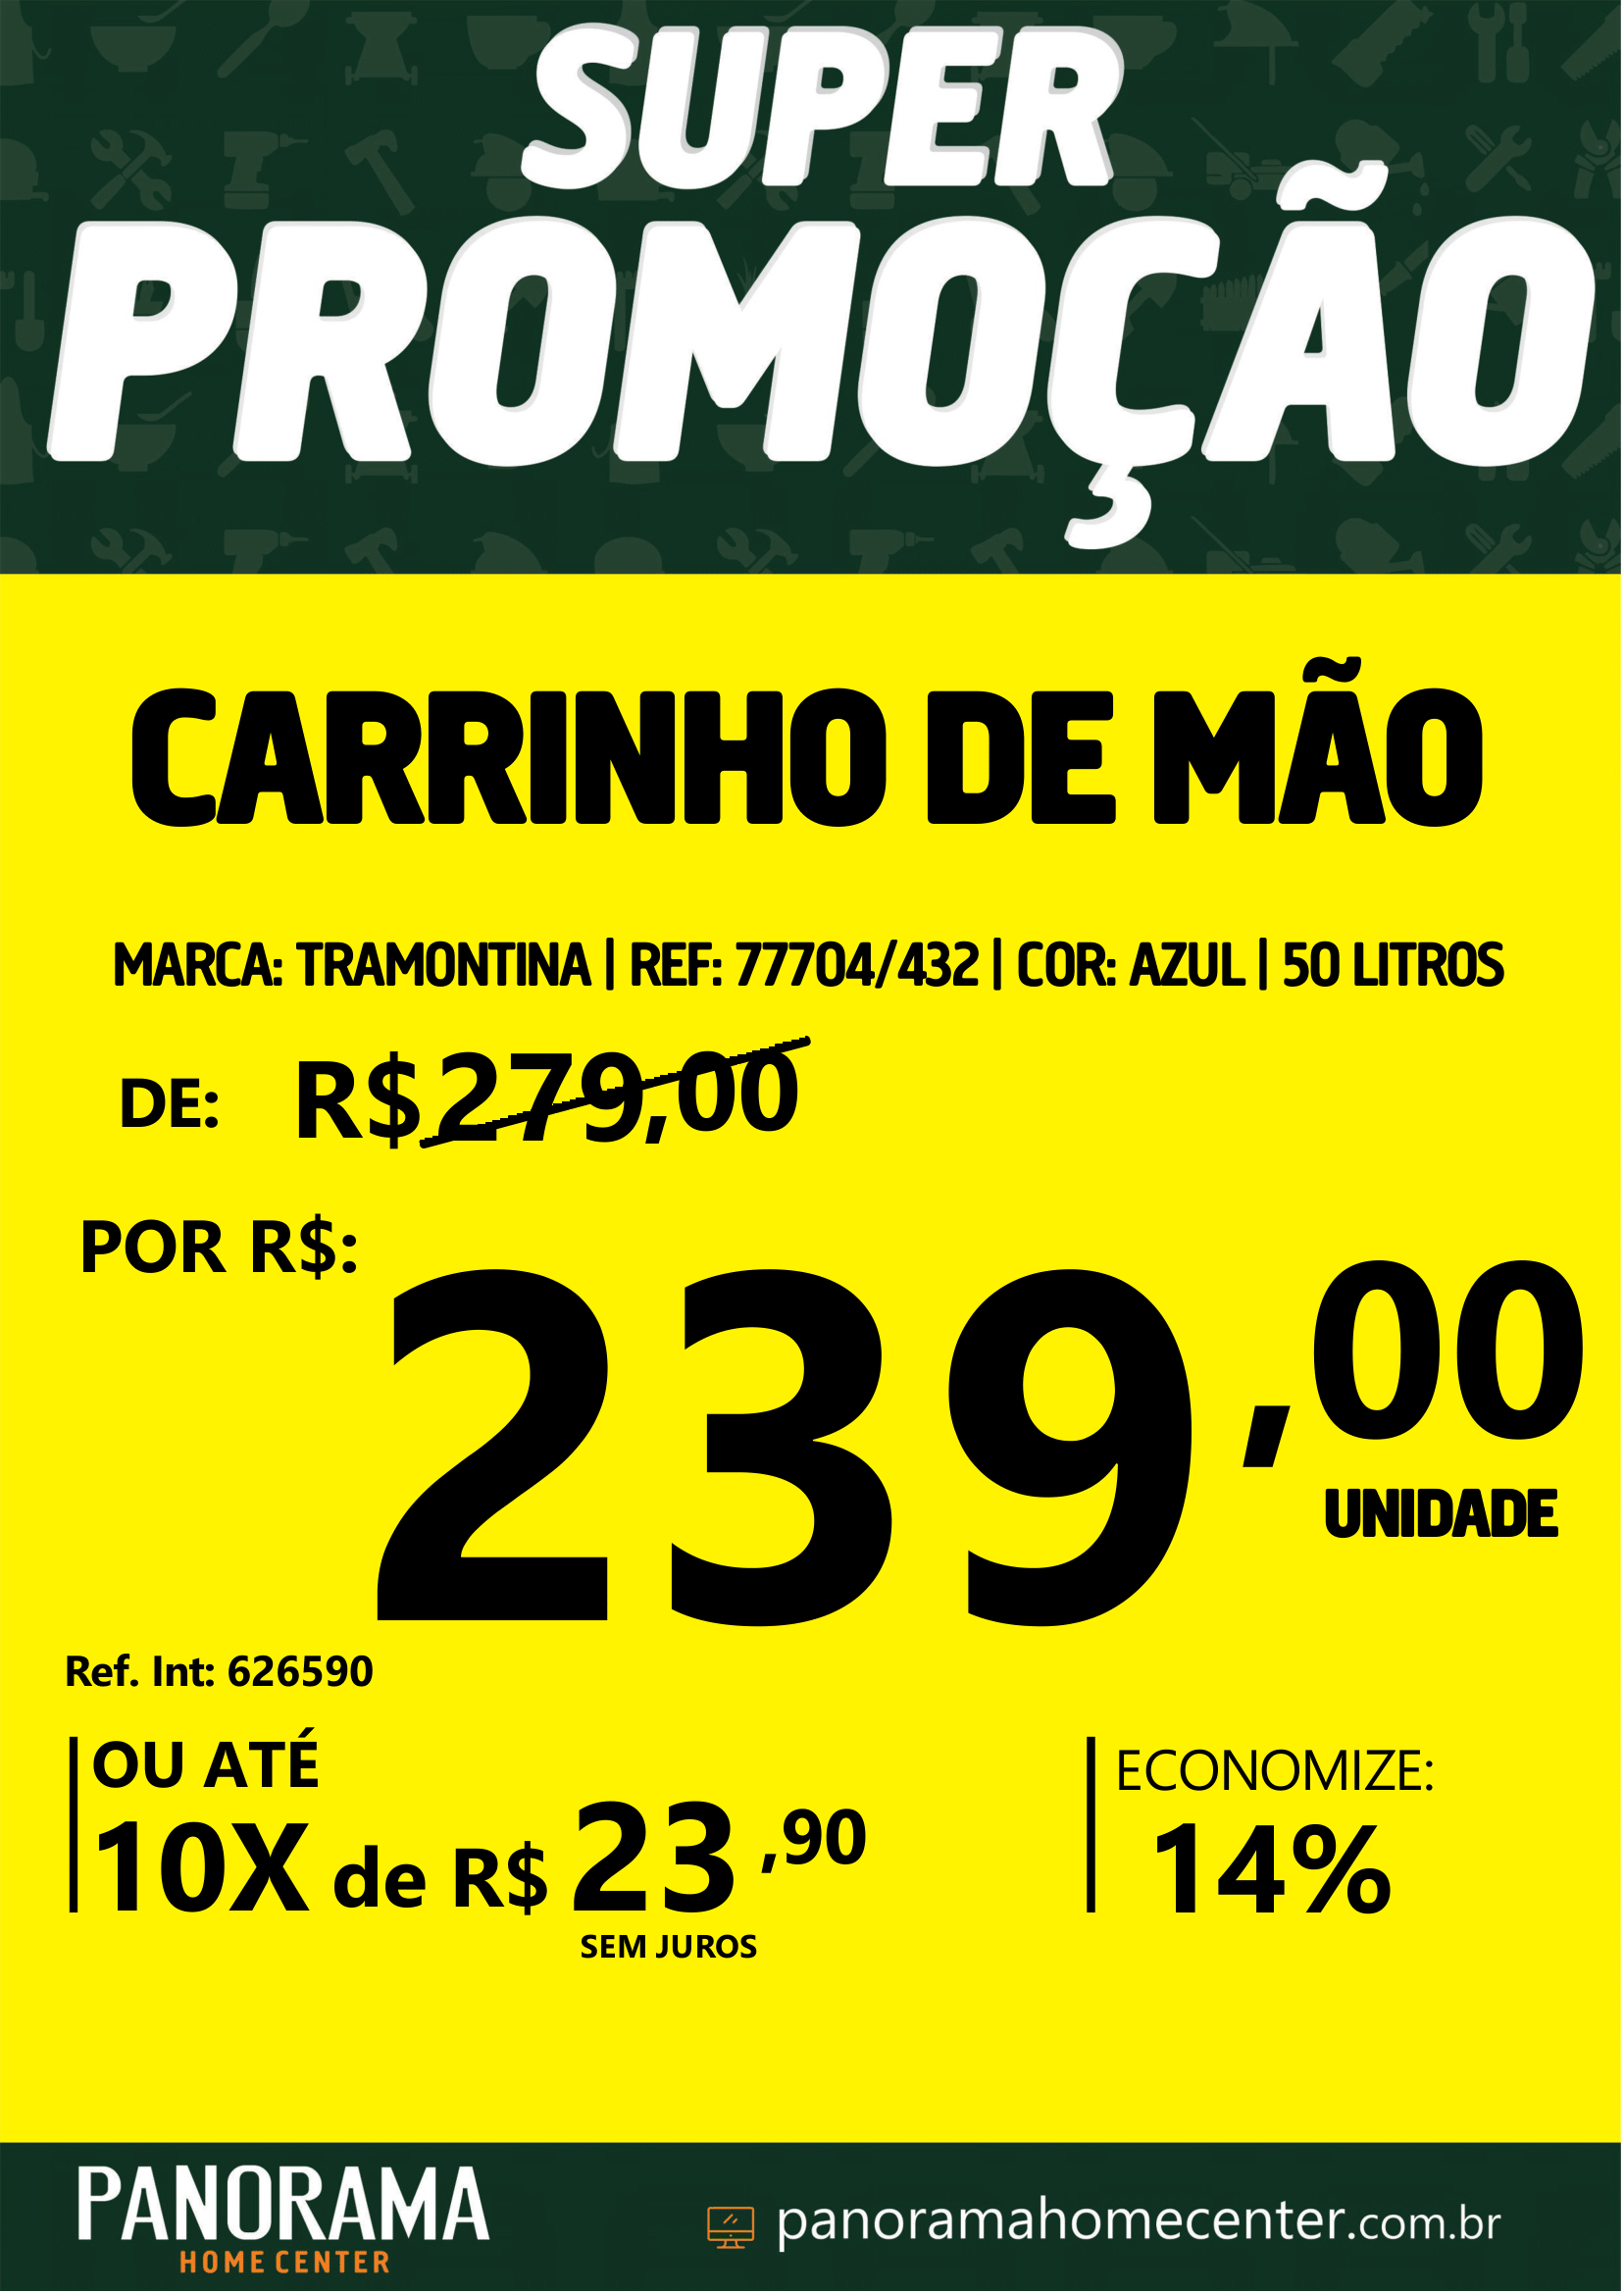 SUPER
PROMOÇÃO
CARRINHO DE MÃO
MARCA: TRAMONTINA | REF: 77704/432 | COR: AZUL | 50 LITROS
DE: R$ 279,00
POR R$:
239,00
UNIDADE
Ref. Int: 626590
OU ATÉ
10X de R$ 23,90
SEM JUROS
ECONOMIZE:
14%
PANORAMA
HOME CENTER
panoramahomecenter.com.br